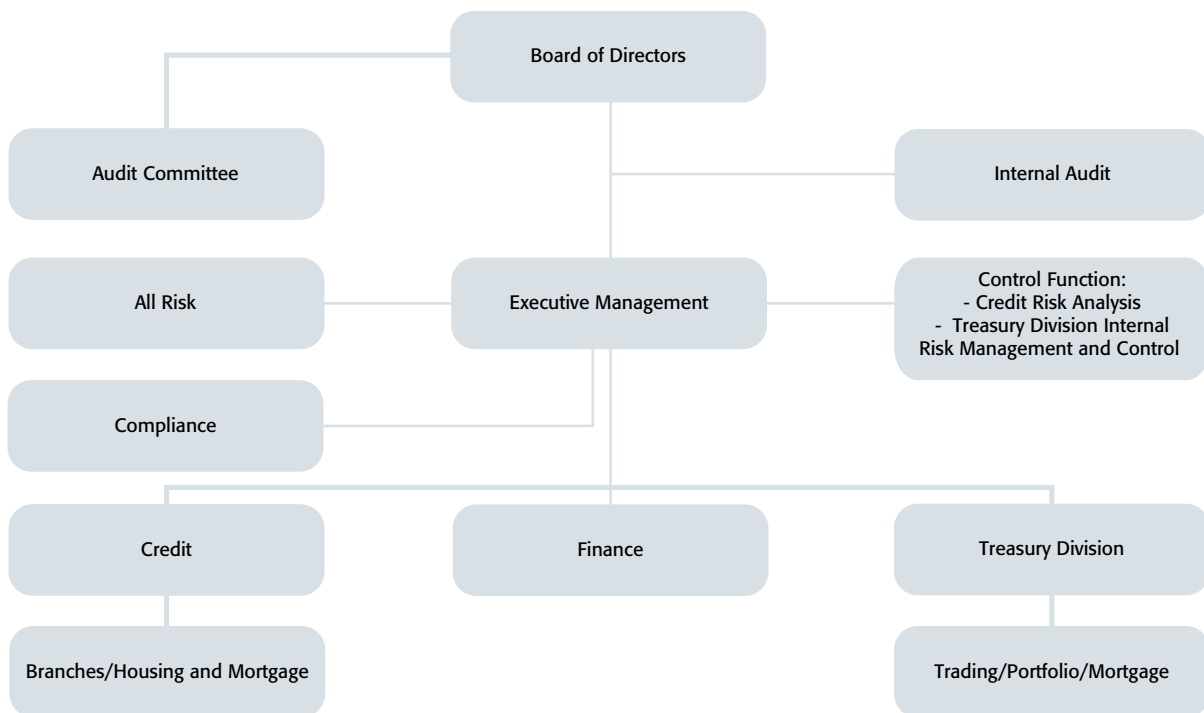 Board of Directors
Audit Committee
Internal Audit
All Risk
Executive Management
Control Function:
- Credit Risk Analysis
- Treasury Division Internal
Risk Management and Control
Compliance
Credit
Finance
Treasury Division
Branches/Housing and Mortgage
Trading/Portfolio/Mortgage